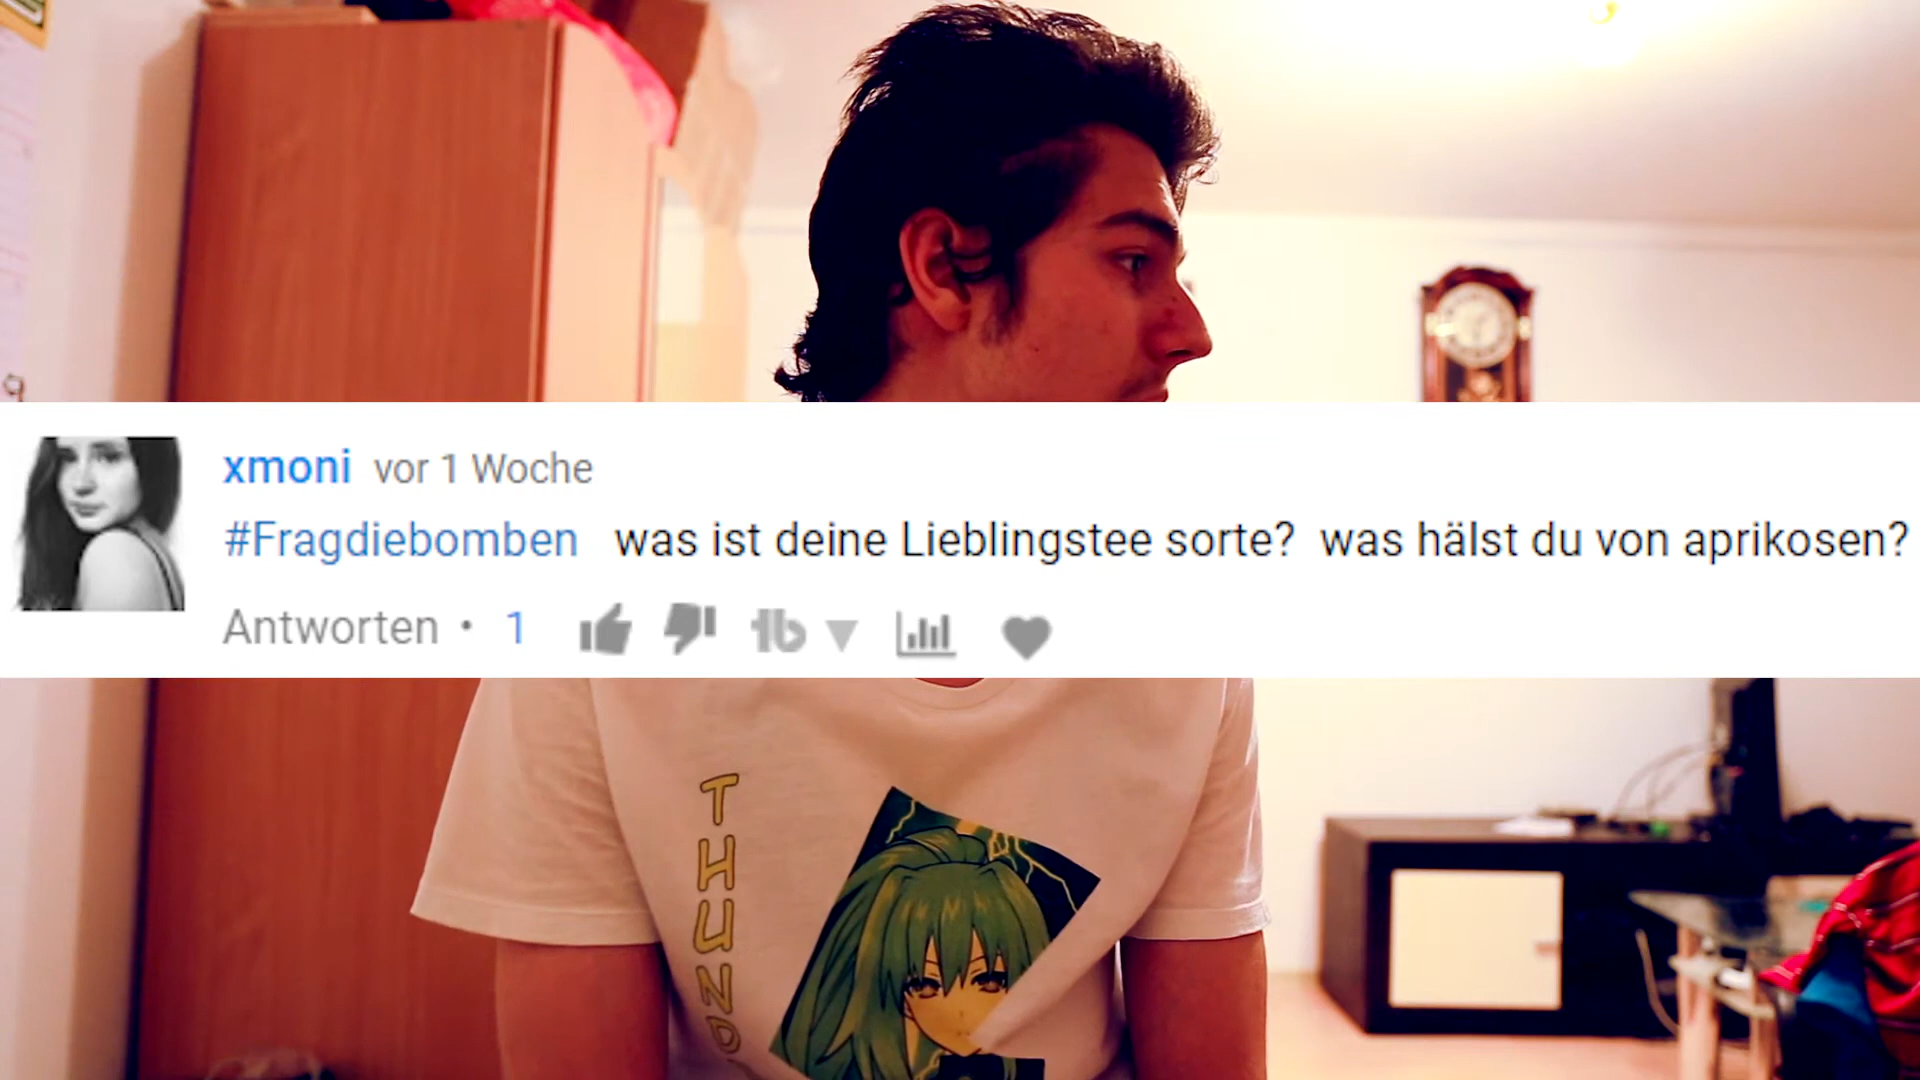 xmoni vor 1 Woche
#Fragdiebomben was ist deine Lieblingstee sorte? was hälst du von aprikosen?
Antworten • 1
THUND